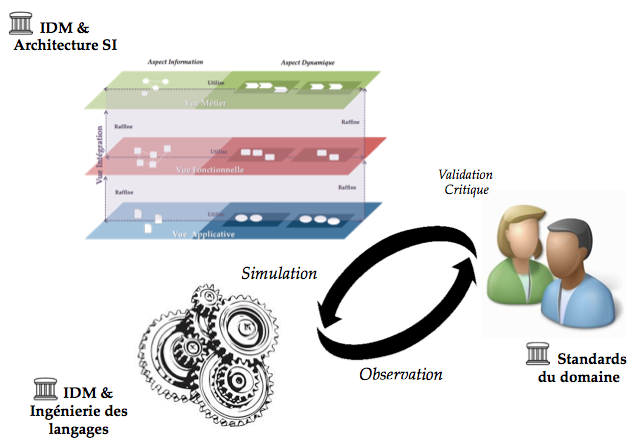 IDM &
Architecture SI
Aspect Information
Aspect Dynamique
Utilise
Vue Métier
Raffine
Raffine
Vue Intégration
Utilise
Vue Fonctionnelle
Raffine
Raffine
Utilise
Vue Applicative
Validation
Critique
Simulation
Observation
Standards
du domaine
IDM &
Ingénierie des
langages